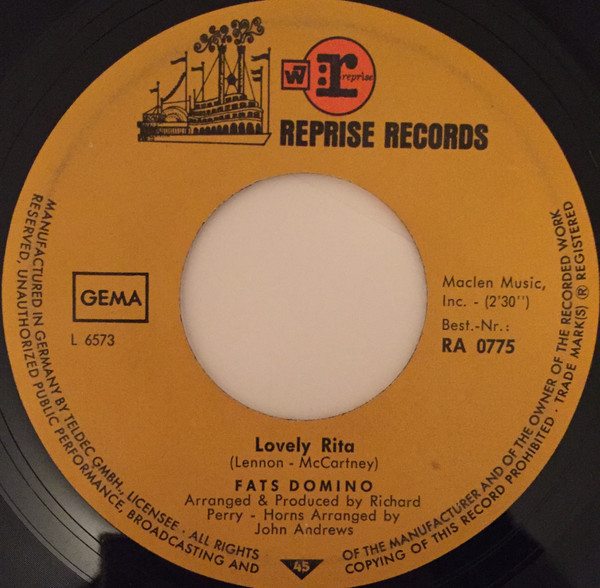 W
r
reprise
REPRISE RECORDS
GEMA
L 6573
Maclen Music,
Inc. - (2'30")
Best.-Nr.:
RA 0775
Lovely Rita
(Lennon - McCartney)
FATS DOMINO
Arranged & Produced by Richard
Perry - Horns Arranged by
John Andrews
45
MANUFACTURED IN GERMANY BY TELDEC GMBH., LICENSEE · ALL RIGHTS
RESERVED, UNAUTHORIZED PUBLIC PERFORMANCE, BROADCASTING AND
COPYING OF THIS RECORD PROHIBITED · TRADE MARK(S) ® REGISTERED
OF THE MANUFACTURER AND OF THE OWNER OF THE RECORDED WORK